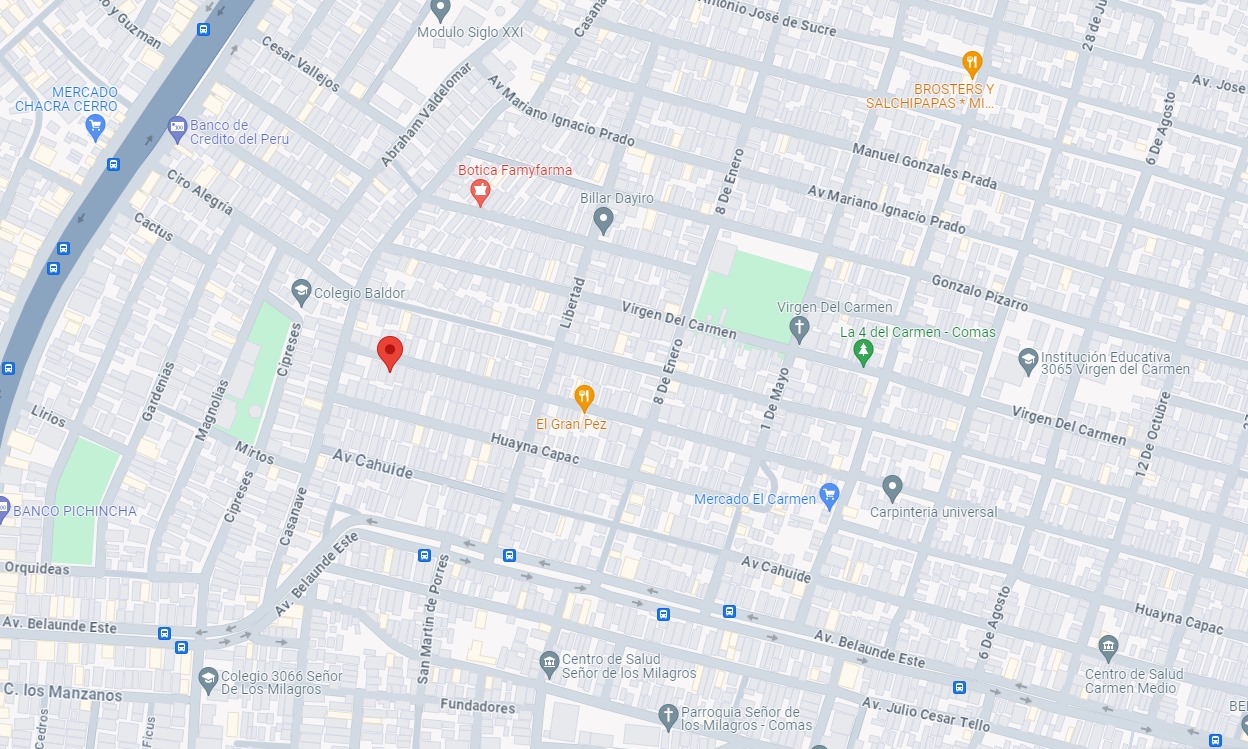 o y Guzman
Modulo Siglo XXI
Casana
Antonio José de Sucre
28 de Ju
Cesar Vallejos
BROSTERS Y
SALCHIPAPAS * MI...
Av. Jose
MERCADO
CHACRA CERRO
Banco de
Credito del Peru
Abraham Valdelomar
Av Mariano Ignacio Prado
6 De Agosto
Manuel Gonzales Prada
8 De Enero
Botica Famyfarma
Billar Dayiro
Av Mariano Ignacio Prado
Ciro Alegria
Cactus
Colegio Baldor
Libertad
Gonzalo Pizarro
Virgen Del Carmen
Virgen Del Carmen
La 4 del Carmen - Comas
Institución Educativa
3065 Virgen del Carmen
Cipreses
8 De Enero
1 De Mayo
Gardenias
Magnolias
Lirios
El Gran Pez
Virgen Del Carmen
12 De Octubre
Mirtos
Huayna Capac
Av Cahuide
Cipreses
Casanave
Mercado El Carmen
Carpinteria universal
BANCO PICHINCHA
Av. Belaunde Este
Orquideas
Av Cahuide
San Martin de Porres
6 De Agosto
Huayna Capac
Av. Belaunde Este
Av. Belaunde Este
Centro de Salud
Señor de los Milagros
Centro de Salud
Carmen Medio
Colegio 3066 Señor
De Los Milagros
C. los Manzanos
Fundadores
Parroquia Señor de
los Milagros - Comas
Av. Julio Cesar Tello
BEL
Cedros
Ficus